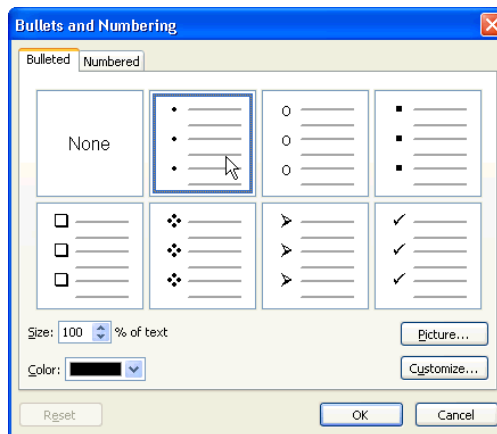 Bullets and Numbering
Bulleted Numbered
None
Size: 100 % of text
Picture...
Color:
Customize...
Reset OK Cancel